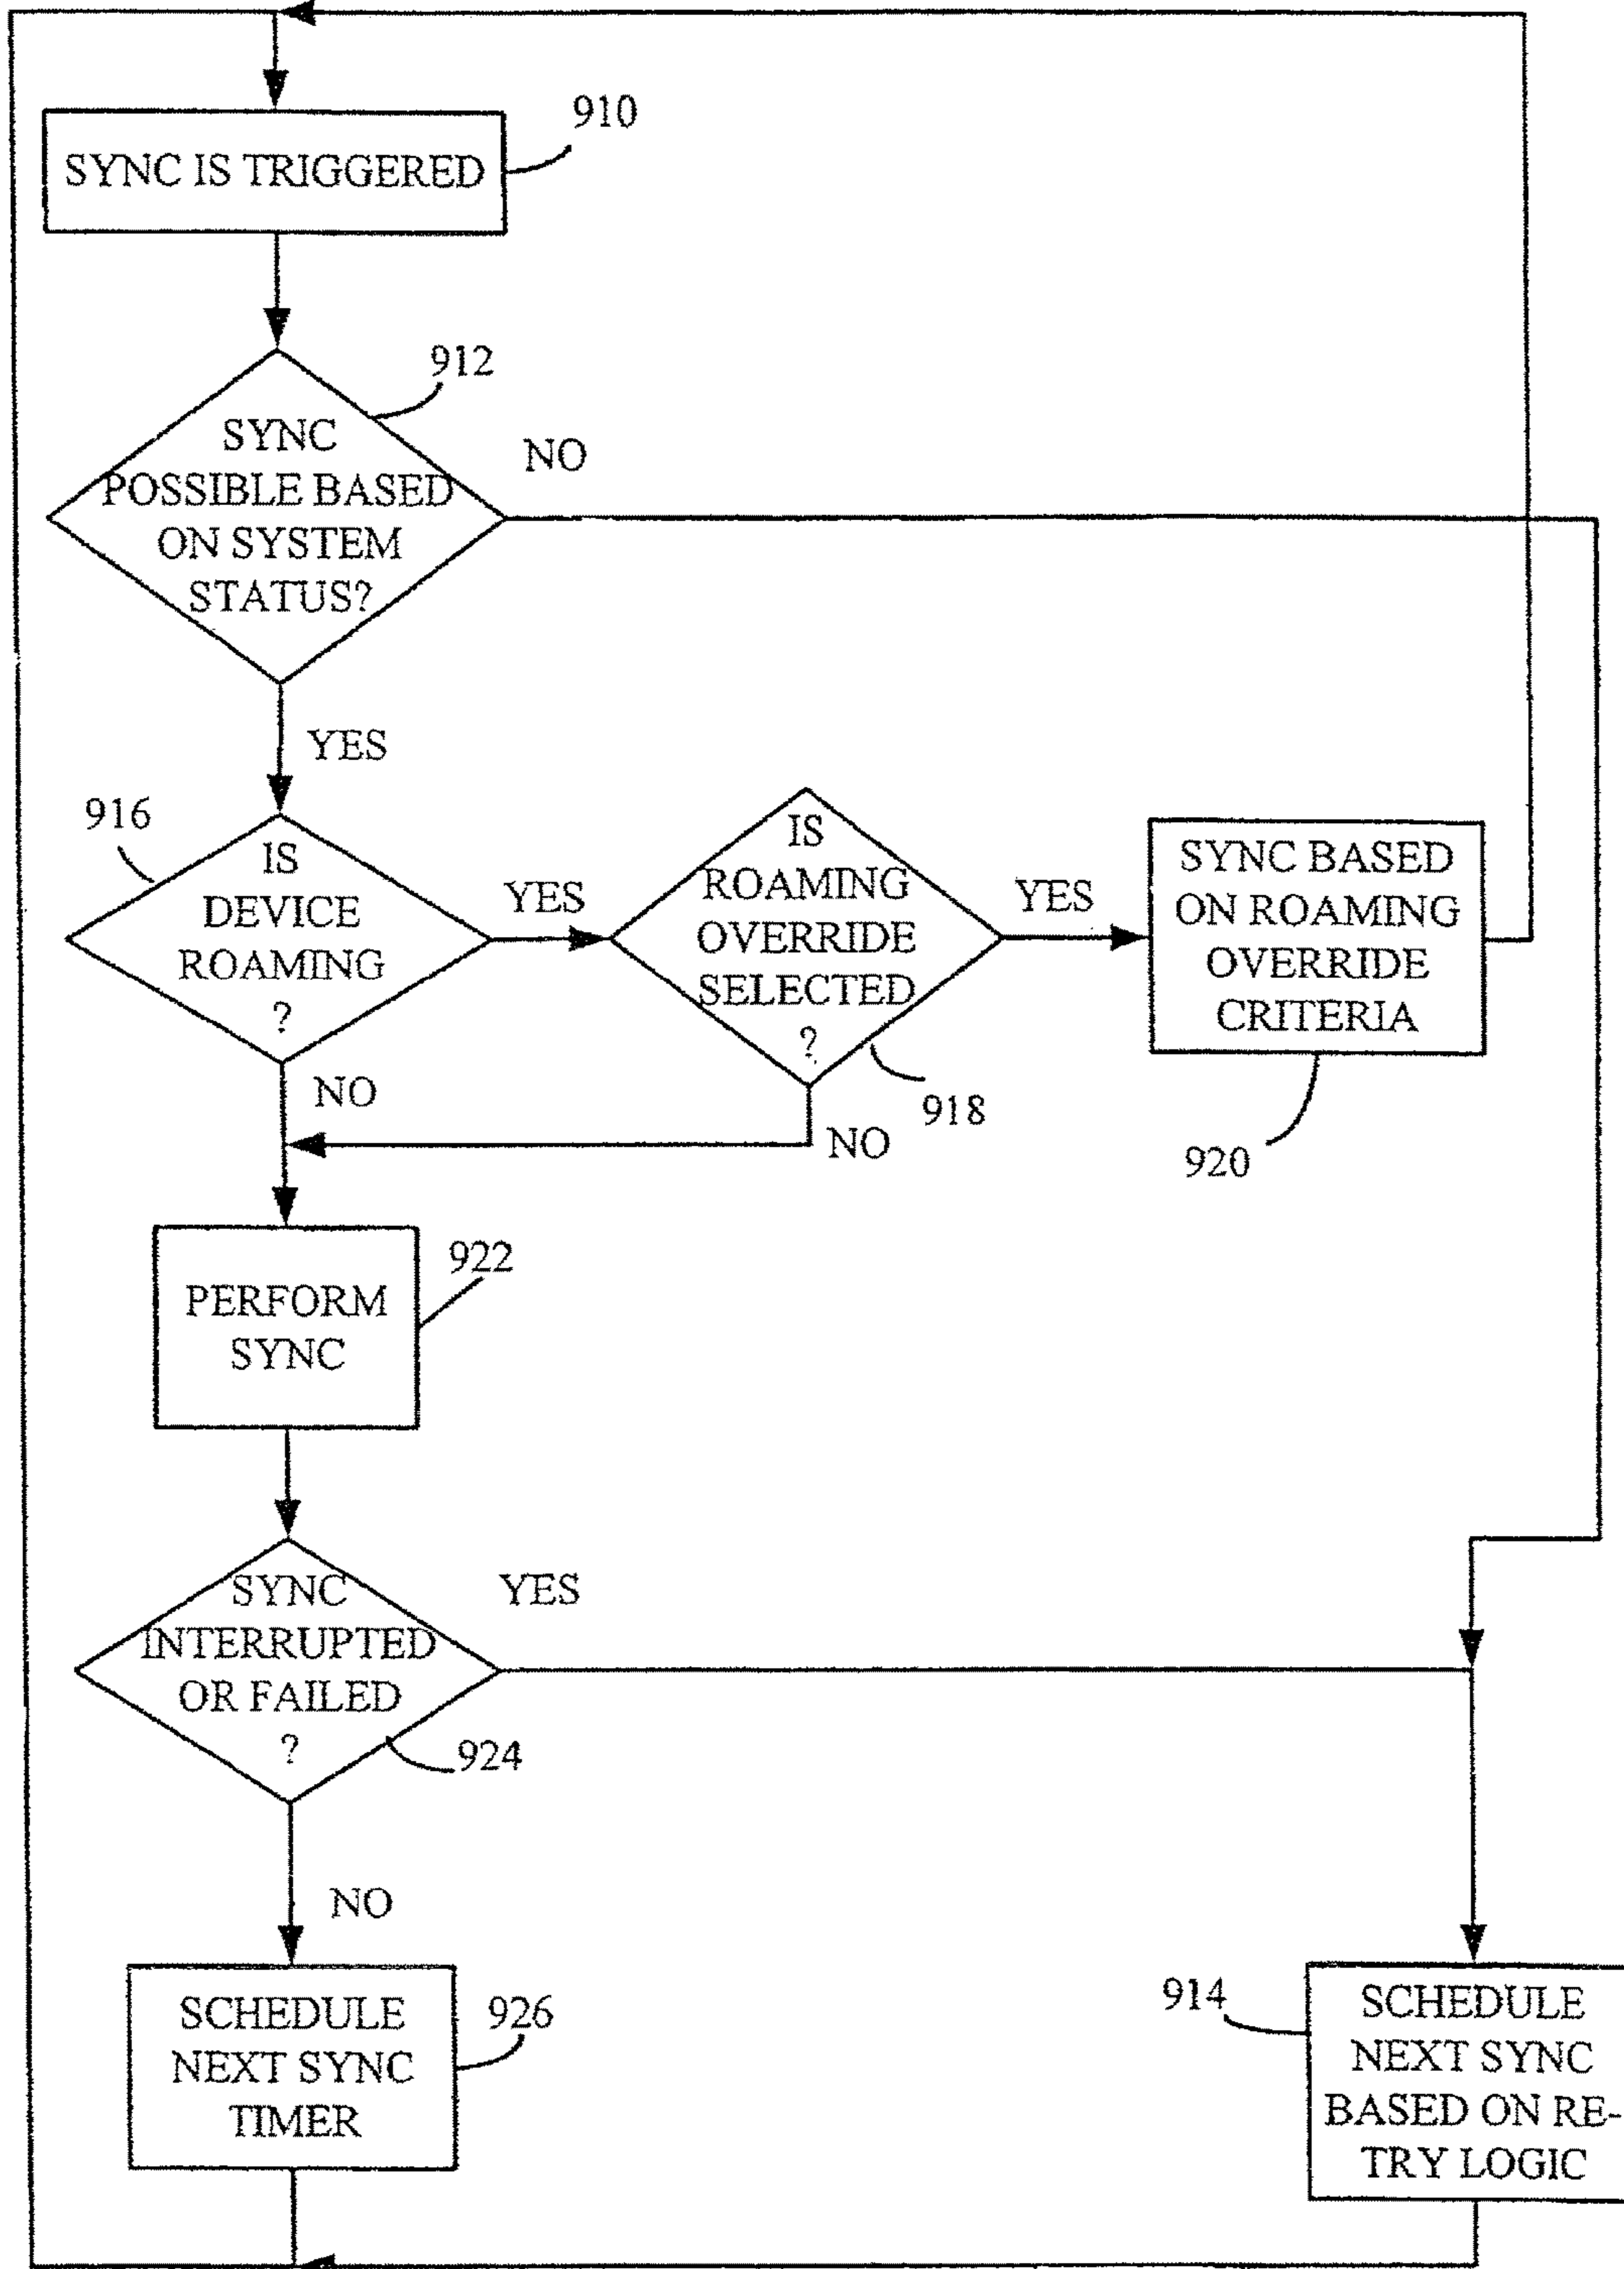 910
SYNC IS TRIGGERED
912
SYNC
POSSIBLE BASED
ON SYSTEM
STATUS?
NO
YES
916
IS
DEVICE
ROAMING
?
YES
IS
ROAMING
OVERRIDE
SELECTED
?
YES
SYNC BASED
ON ROAMING
OVERRIDE
CRITERIA
NO
918
NO
920
922
PERFORM
SYNC
SYNC
INTERRUPTED
OR FAILED
?
YES
924
NO
SCHEDULE
NEXT SYNC
TIMER
926
914
SCHEDULE
NEXT SYNC
BASED ON RE-
TRY LOGIC